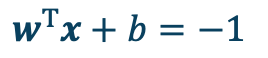 wᵀx + b = −1